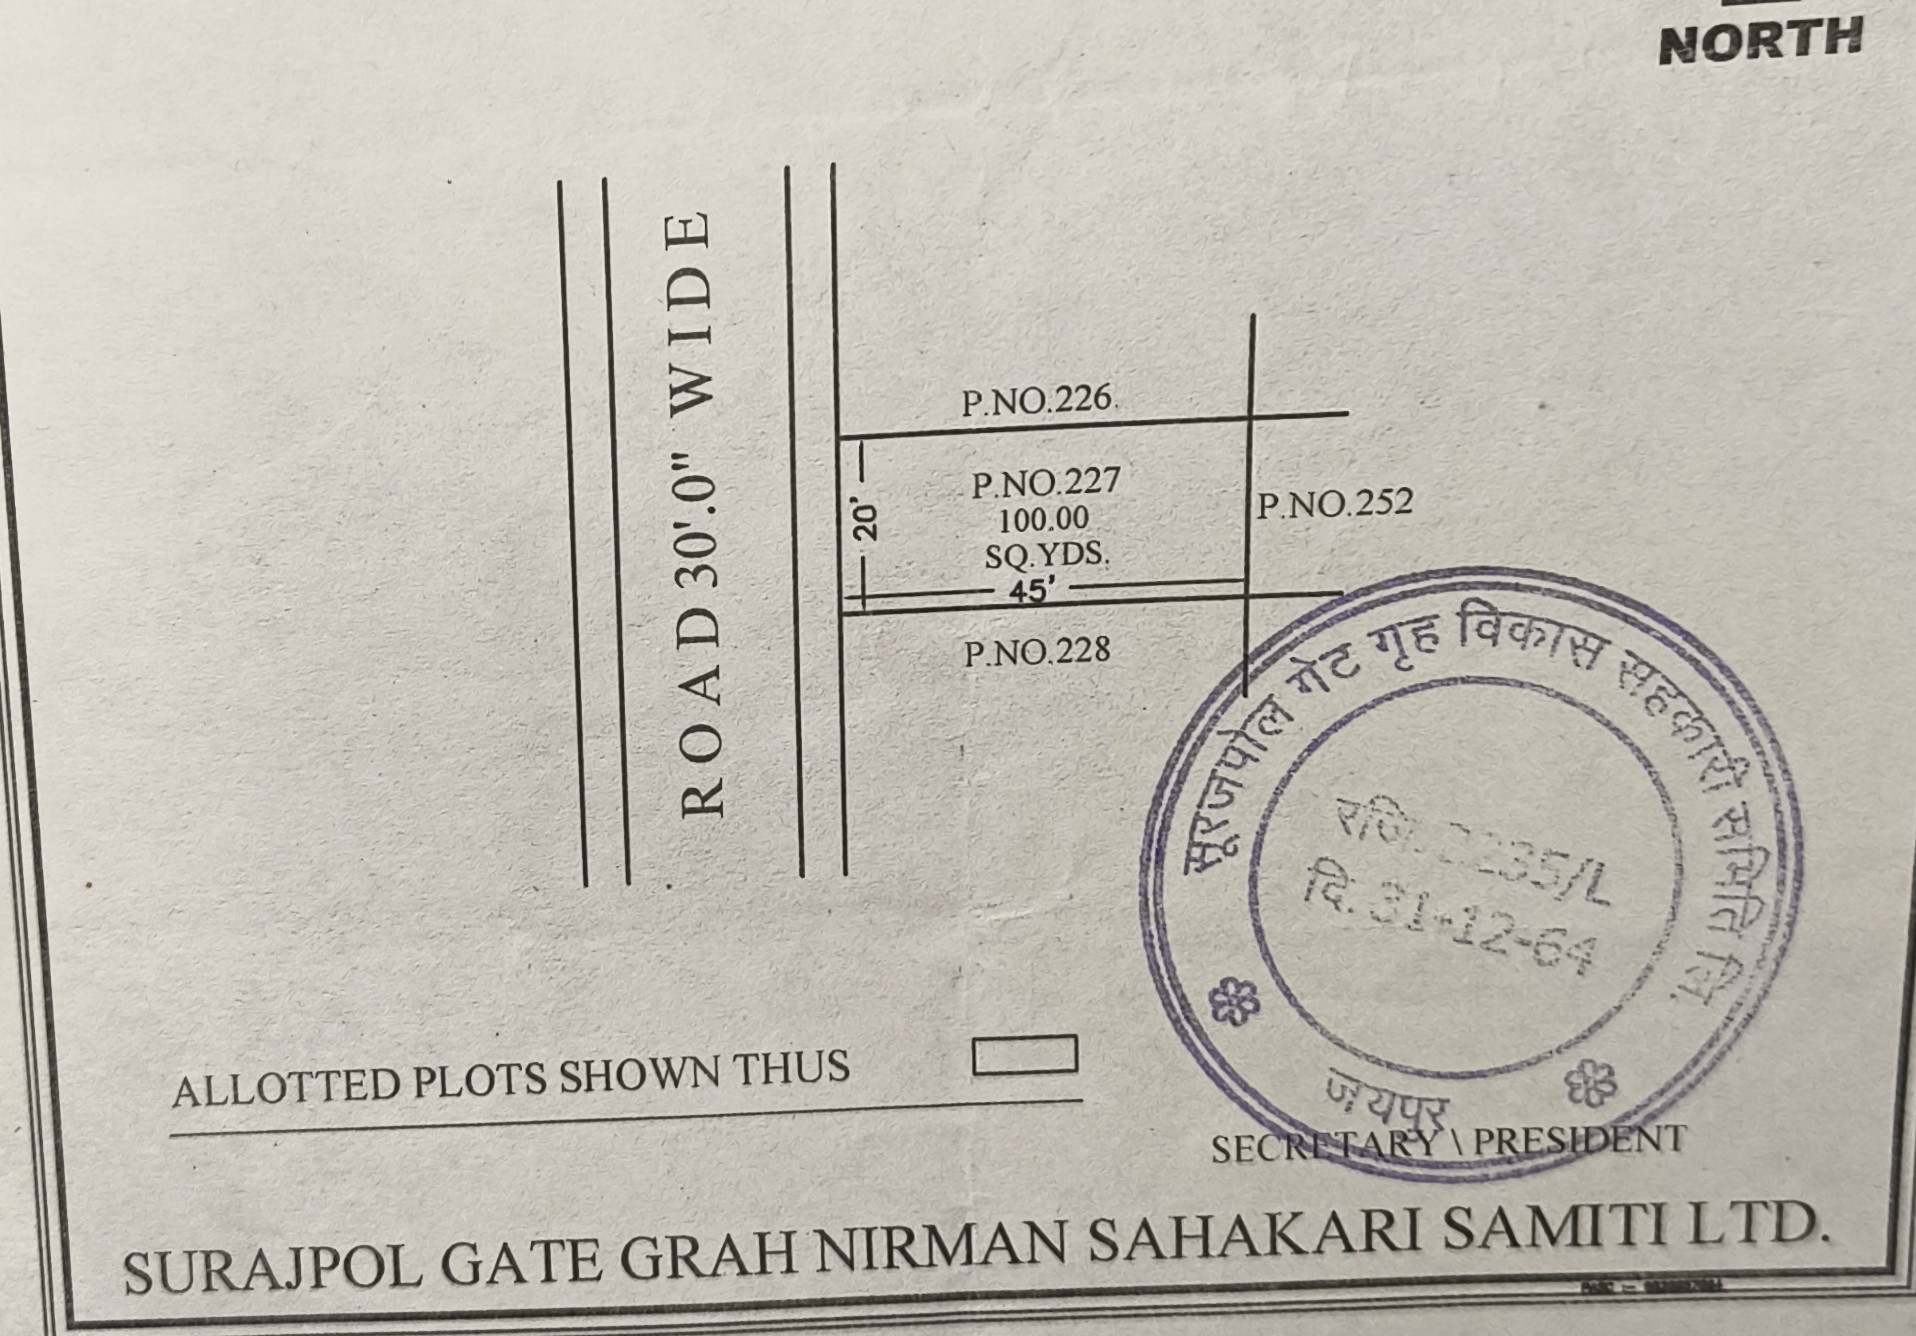 NORTH
ROAD 30'.0" WIDE
P.NO.226.
P.NO.227
100.00
SQ.YDS.
20'
45'
P.NO.252
P.NO.228
सूरजपोल गेट गृह विकास सहकारी समिति लि.
रजि. 2235/L
दि. 31-12-64
जयपुर
ALLOTTED PLOTS SHOWN THUS
SECRETARY \ PRESIDENT
SURAJPOL GATE GRAH NIRMAN SAHAKARI SAMITI LTD.